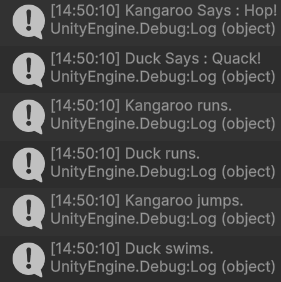 [14:50:10] Kangaroo Says : Hop!
UnityEngine.Debug:Log (object)
[14:50:10] Duck Says : Quack!
UnityEngine.Debug:Log (object)
[14:50:10] Kangaroo runs.
UnityEngine.Debug:Log (object)
[14:50:10] Duck runs.
UnityEngine.Debug:Log (object)
[14:50:10] Kangaroo jumps.
UnityEngine.Debug:Log (object)
[14:50:10] Duck swims.
UnityEngine.Debug:Log (object)